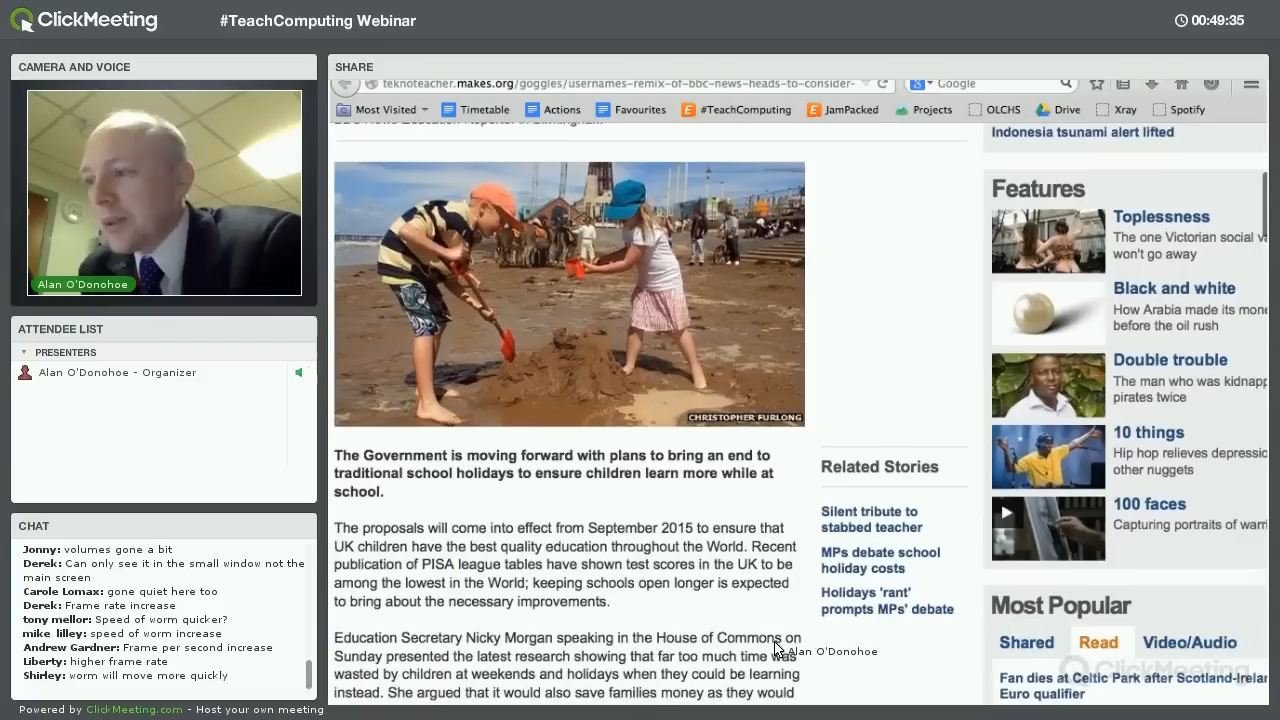 ClickMeeting
#TeachComputing Webinar
00:49:35
CAMERA AND VOICE
Alan O'Donohoe
ATTENDEE LIST
PRESENTERS
Alan O'Donohoe - Organizer
CHAT
Jonny: volumes gone a bit
Derek: Can only see it in the small window not the
main screen
Carole Lomax: gone quiet here too
Derek: Frame rate increase
tony mellor: Speed of worm quicker?
mike lilley: speed of worm increase
Andrew Gardner: Frame per second increase
Liberty: higher frame rate
Shirley: worm will move more quickly
SHARE
teknoteacher.makes.org/goggles/usernames-remix-of-bbc-news-heads-to-consider-
Google
Most Visited
Timetable
Actions
Favourites
#TeachComputing
JamPacked
Projects
OLCHS
Drive
Xray
Spotify
CHRISTOPHER FURLONG
The Government is moving forward with plans to bring an end to
traditional school holidays to ensure children learn more while at
school.
The proposals will come into effect from September 2015 to ensure that
UK children have the best quality education throughout the World. Recent
publication of PISA league tables have shown test scores in the UK to be
among the lowest in the World; keeping schools open longer is expected
to bring about the necessary improvements.
Education Secretary Nicky Morgan speaking in the House of Commons on
Sunday presented the latest research showing that far too much time was
wasted by children at weekends and holidays when they could be learning
instead. She argued that it would also save families money as they would
Alan O'Donohoe
Related Stories
Silent tribute to
stabbed teacher
MPs debate school
holiday costs
Holidays 'rant'
prompts MPs' debate
Indonesia tsunami alert lifted
Features
Toplessness
The one Victorian social
won't go away
Black and white
How Arabia made its
before the oil rush
Double trouble
The man who was
pirates twice
10 things
Hip hop relieves
other nuggets
100 faces
Capturing portraits of
Most Popular
Shared
Read
Video/Audio
Fan dies at Celtic Park after
Euro qualifier
ClickMeeting
Powered by ClickMeeting.com - Host your own meeting